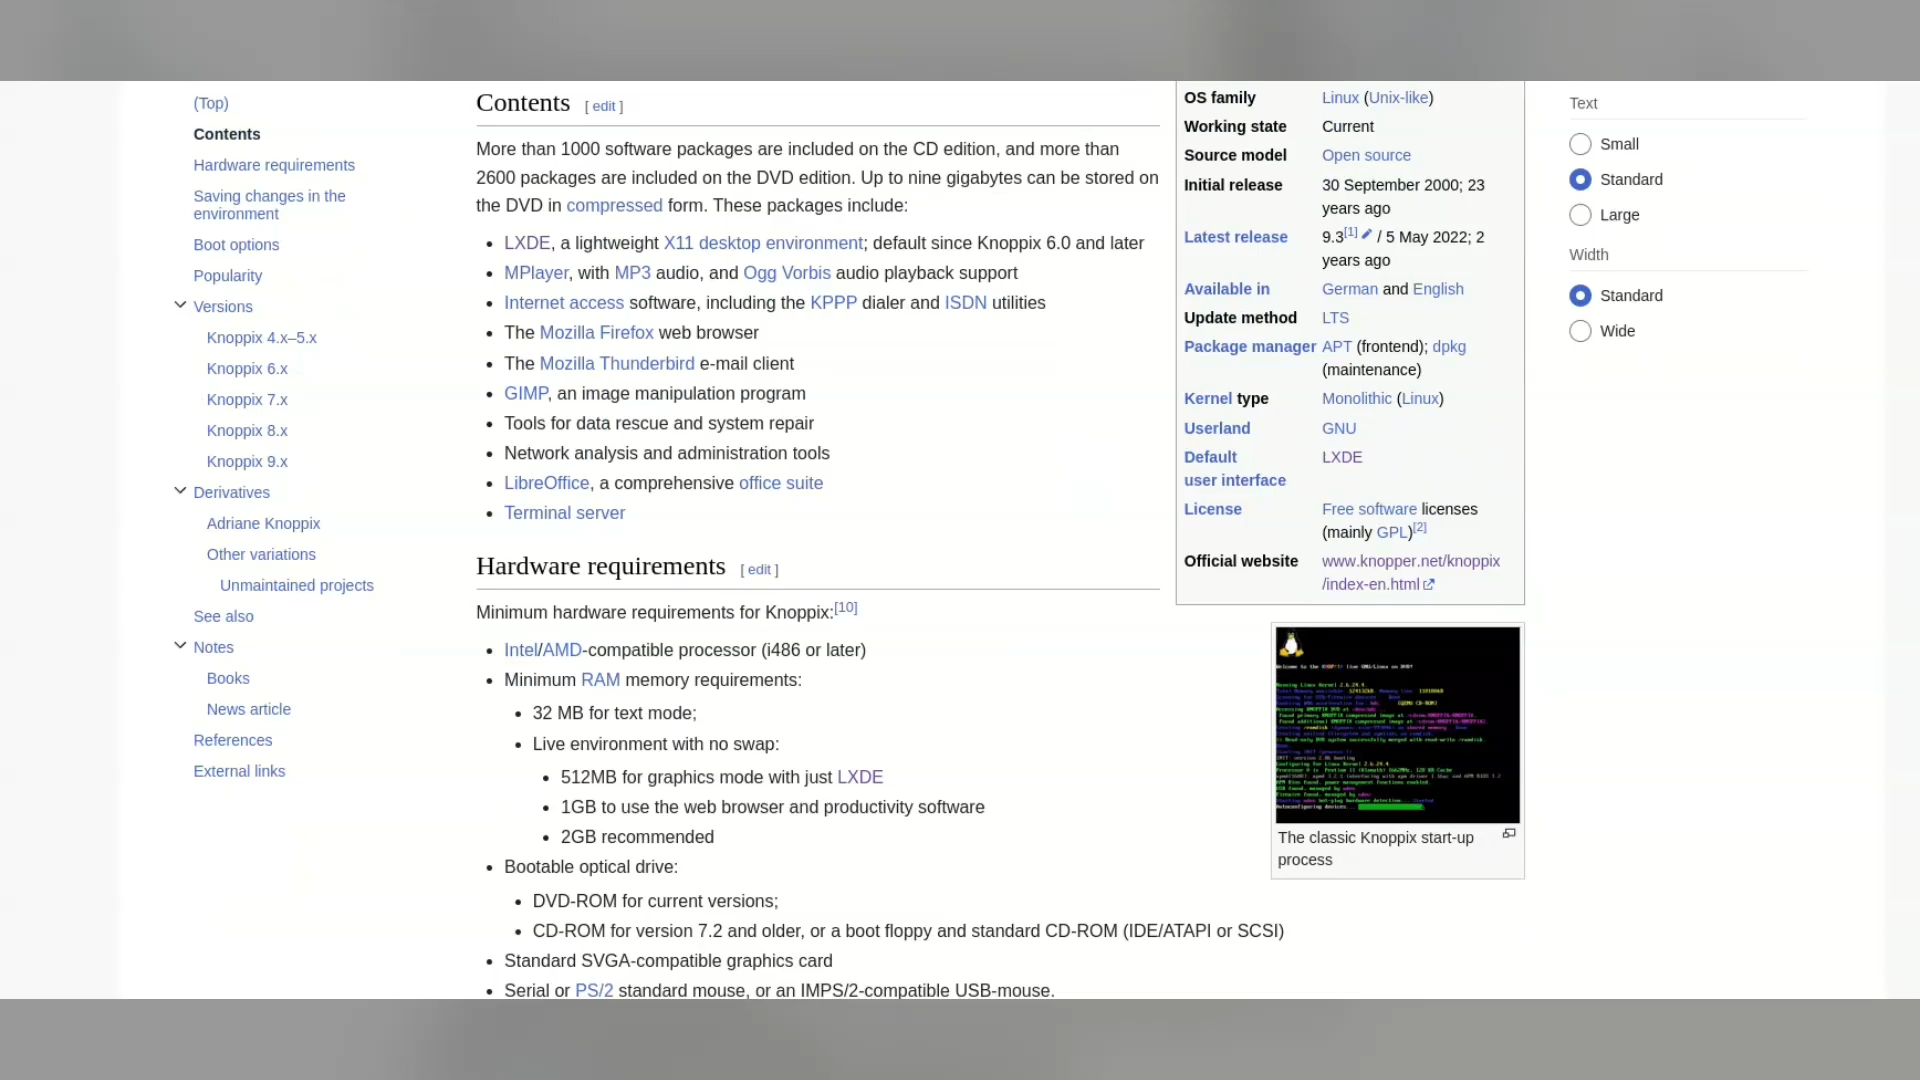 (Top)
Contents
Hardware requirements
Saving changes in the
environment
Boot options
Popularity
Versions
Knoppix 4.x–5.x
Knoppix 6.x
Knoppix 7.x
Knoppix 8.x
Knoppix 9.x
Derivatives
Adriane Knoppix
Other variations
Unmaintained projects
See also
Notes
Books
News article
References
External links
Contents [ edit ]
More than 1000 software packages are included on the CD edition, and more than
2600 packages are included on the DVD edition. Up to nine gigabytes can be stored on
the DVD in compressed form. These packages include:
• LXDE, a lightweight X11 desktop environment; default since Knoppix 6.0 and later
• MPlayer, with MP3 audio, and Ogg Vorbis audio playback support
• Internet access software, including the KPPP dialer and ISDN utilities
• The Mozilla Firefox web browser
• The Mozilla Thunderbird e-mail client
• GIMP, an image manipulation program
• Tools for data rescue and system repair
• Network analysis and administration tools
• LibreOffice, a comprehensive office suite
• Terminal server
Hardware requirements [ edit ]
Minimum hardware requirements for Knoppix:[10]
• Intel/AMD-compatible processor (i486 or later)
• Minimum RAM memory requirements:
• 32 MB for text mode;
• Live environment with no swap:
• 512MB for graphics mode with just LXDE
• 1GB to use the web browser and productivity software
• 2GB recommended
• Bootable optical drive:
• DVD-ROM for current versions;
• CD-ROM for version 7.2 and older, or a boot floppy and standard CD-ROM (IDE/ATAPI or SCSI)
• Standard SVGA-compatible graphics card
• Serial or PS/2 standard mouse, or an IMPS/2-compatible USB-mouse.
OS family Linux (Unix-like)
Working state Current
Source model Open source
Initial release 30 September 2000; 23
years ago
Latest release 9.3[1] / 5 May 2022; 2
years ago
Available in German and English
Update method LTS
Package manager APT (frontend); dpkg
(maintenance)
Kernel type Monolithic (Linux)
Userland GNU
Default LXDE
user interface
License Free software licenses
(mainly GPL)[2]
Official website www.knopper.net/knoppix
/index-en.html
The classic Knoppix start-up
process
Text
Small
Standard
Large
Width
Standard
Wide